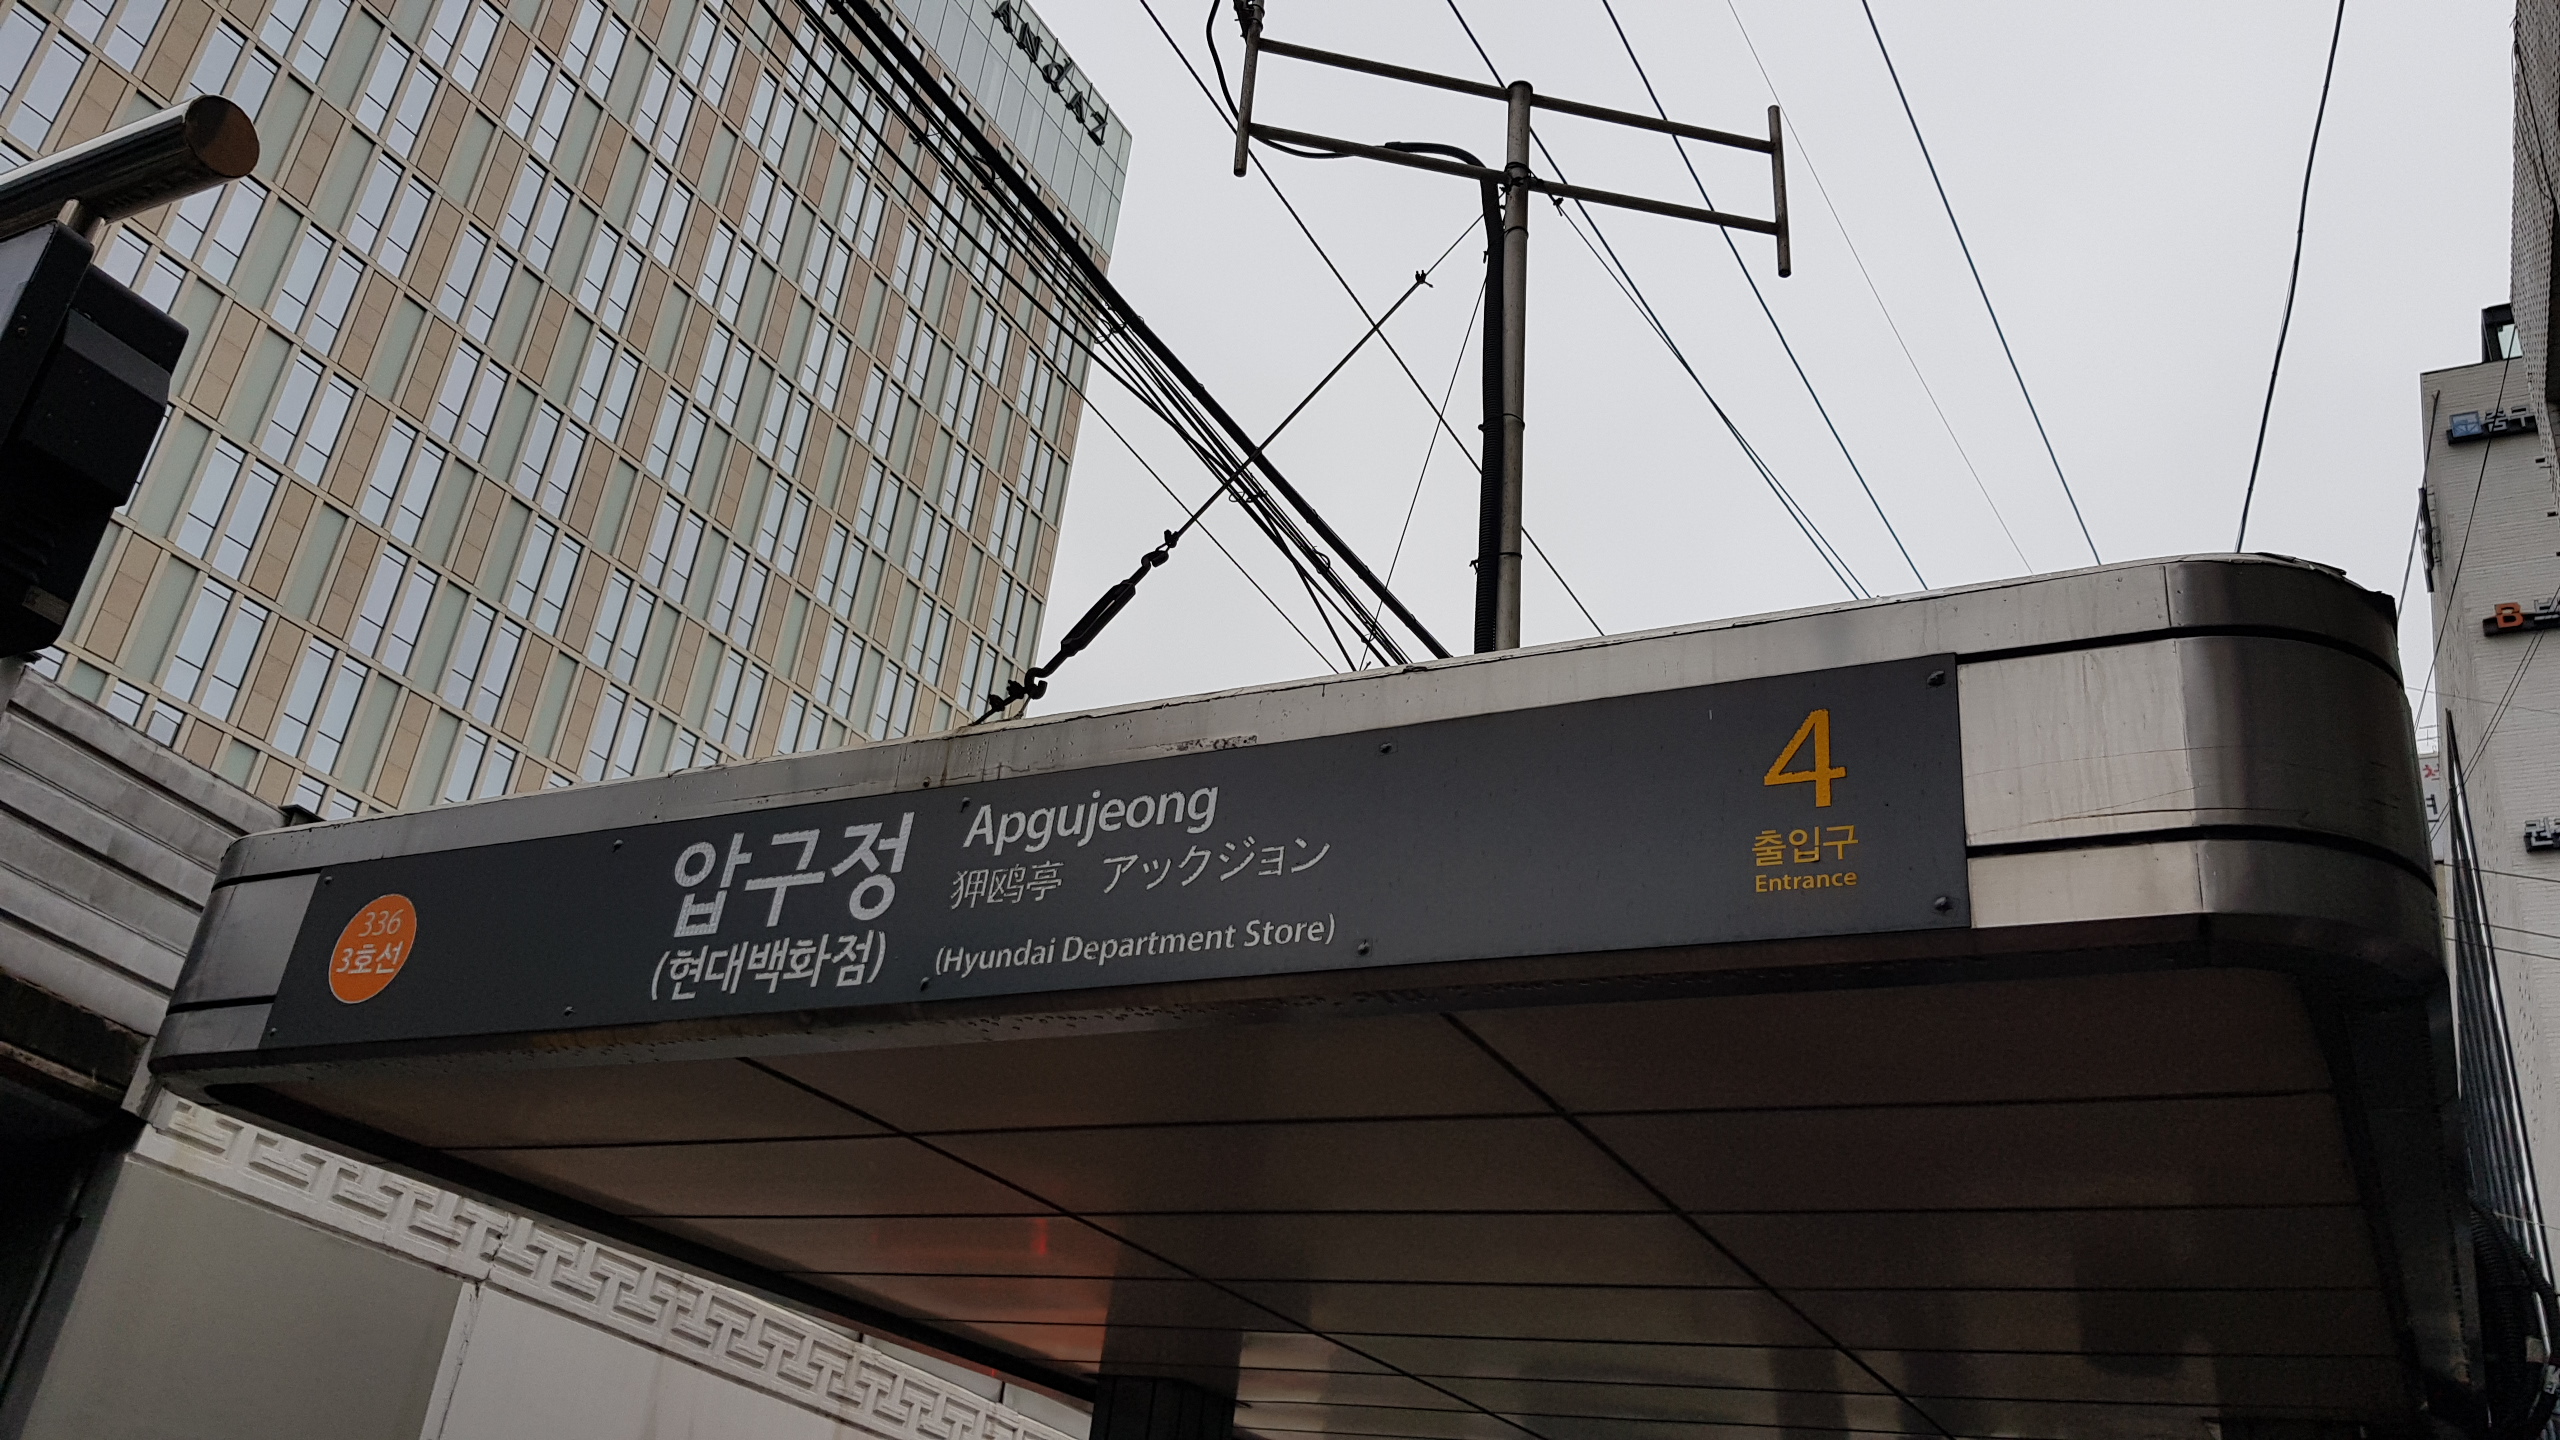 ANdAZ
336
3호선
압구정
(현대백화점)
Apgujeong
狎鸥亭 アックジョン
(Hyundai Department Store)
4
출입구
Entrance
B